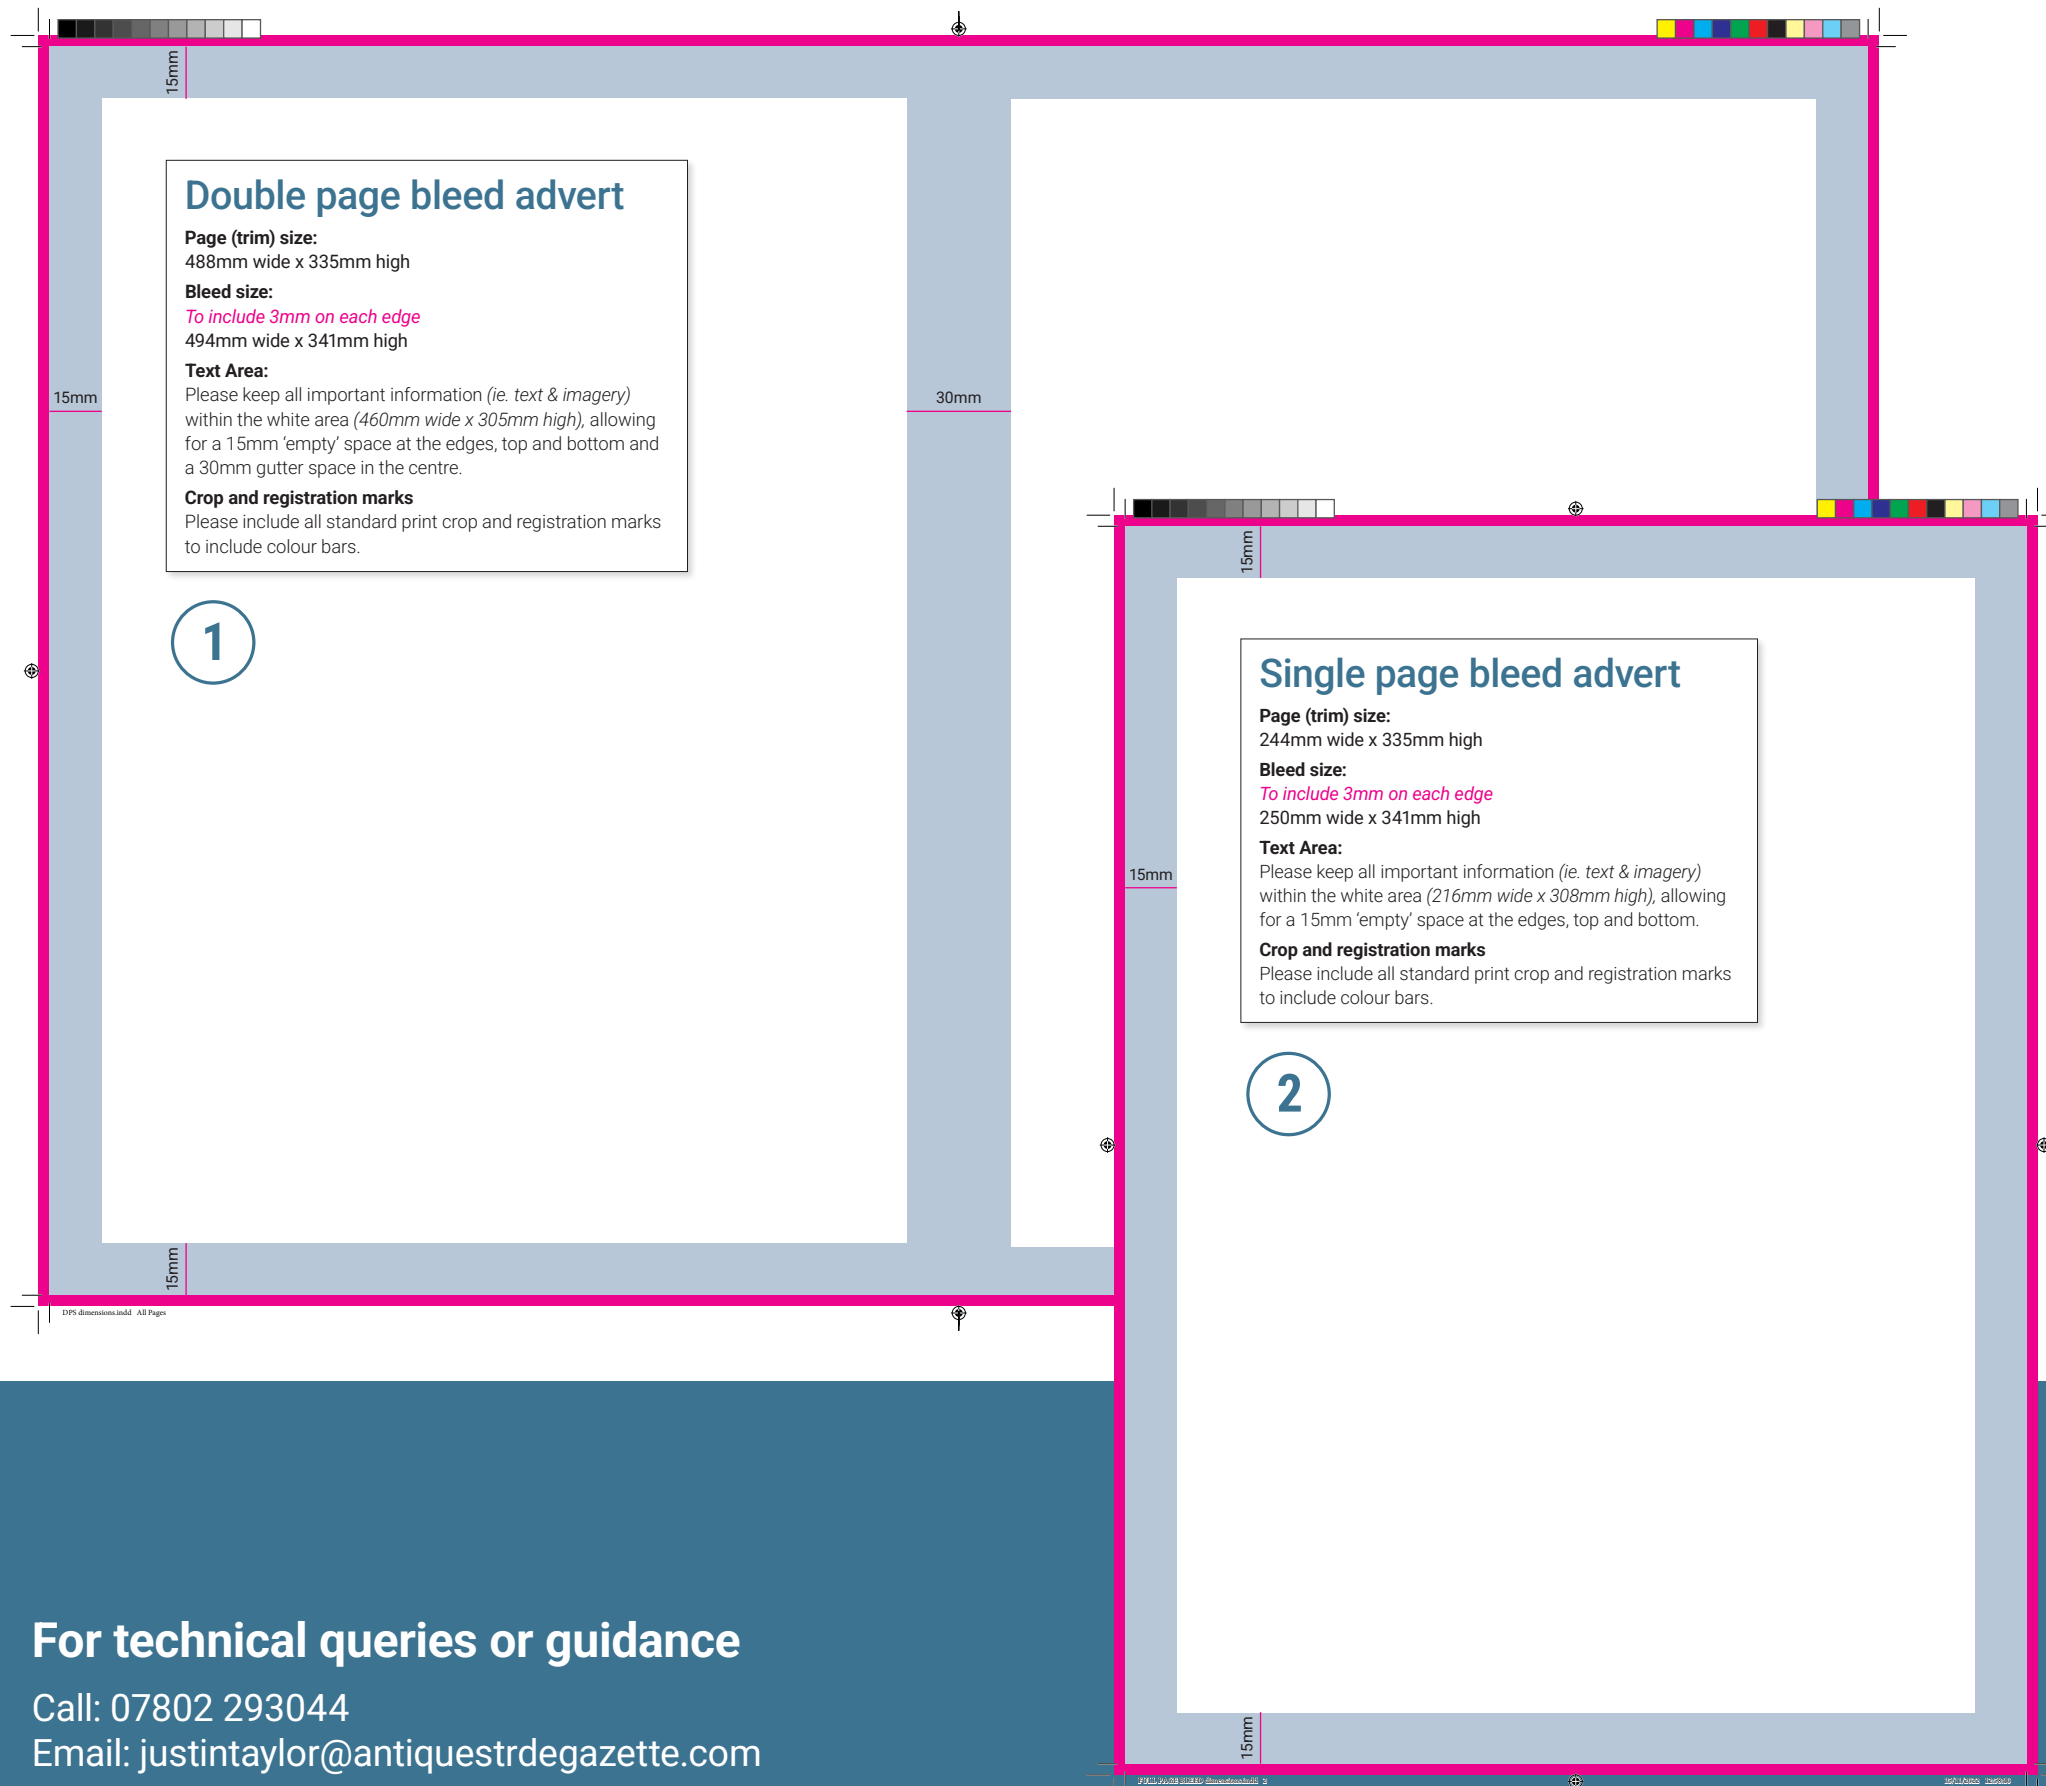 15mm
Double page bleed advert
Page (trim) size:
488mm wide x 335mm high
Bleed size:
To include 3mm on each edge
494mm wide x 341mm high
Text Area:
Please keep all important information (ie. text & imagery)
within the white area (460mm wide x 305mm high), allowing
for a 15mm ‘empty’ space at the edges, top and bottom and
a 30mm gutter space in the centre.
Crop and registration marks
Please include all standard print crop and registration marks
to include colour bars.
15mm
30mm
1
15mm
DPS dimensions.indd All Pages
15mm
Single page bleed advert
Page (trim) size:
244mm wide x 335mm high
Bleed size:
To include 3mm on each edge
250mm wide x 341mm high
Text Area:
Please keep all important information (ie. text & imagery)
within the white area (216mm wide x 308mm high), allowing
for a 15mm ‘empty’ space at the edges, top and bottom.
Crop and registration marks
Please include all standard print crop and registration marks
to include colour bars.
15mm
2
15mm
FULL PAGE BLEED dimensions.indd 2
For technical queries or guidance
Call: 07802 293044
Email: justintaylor@antiquestrdegazette.com